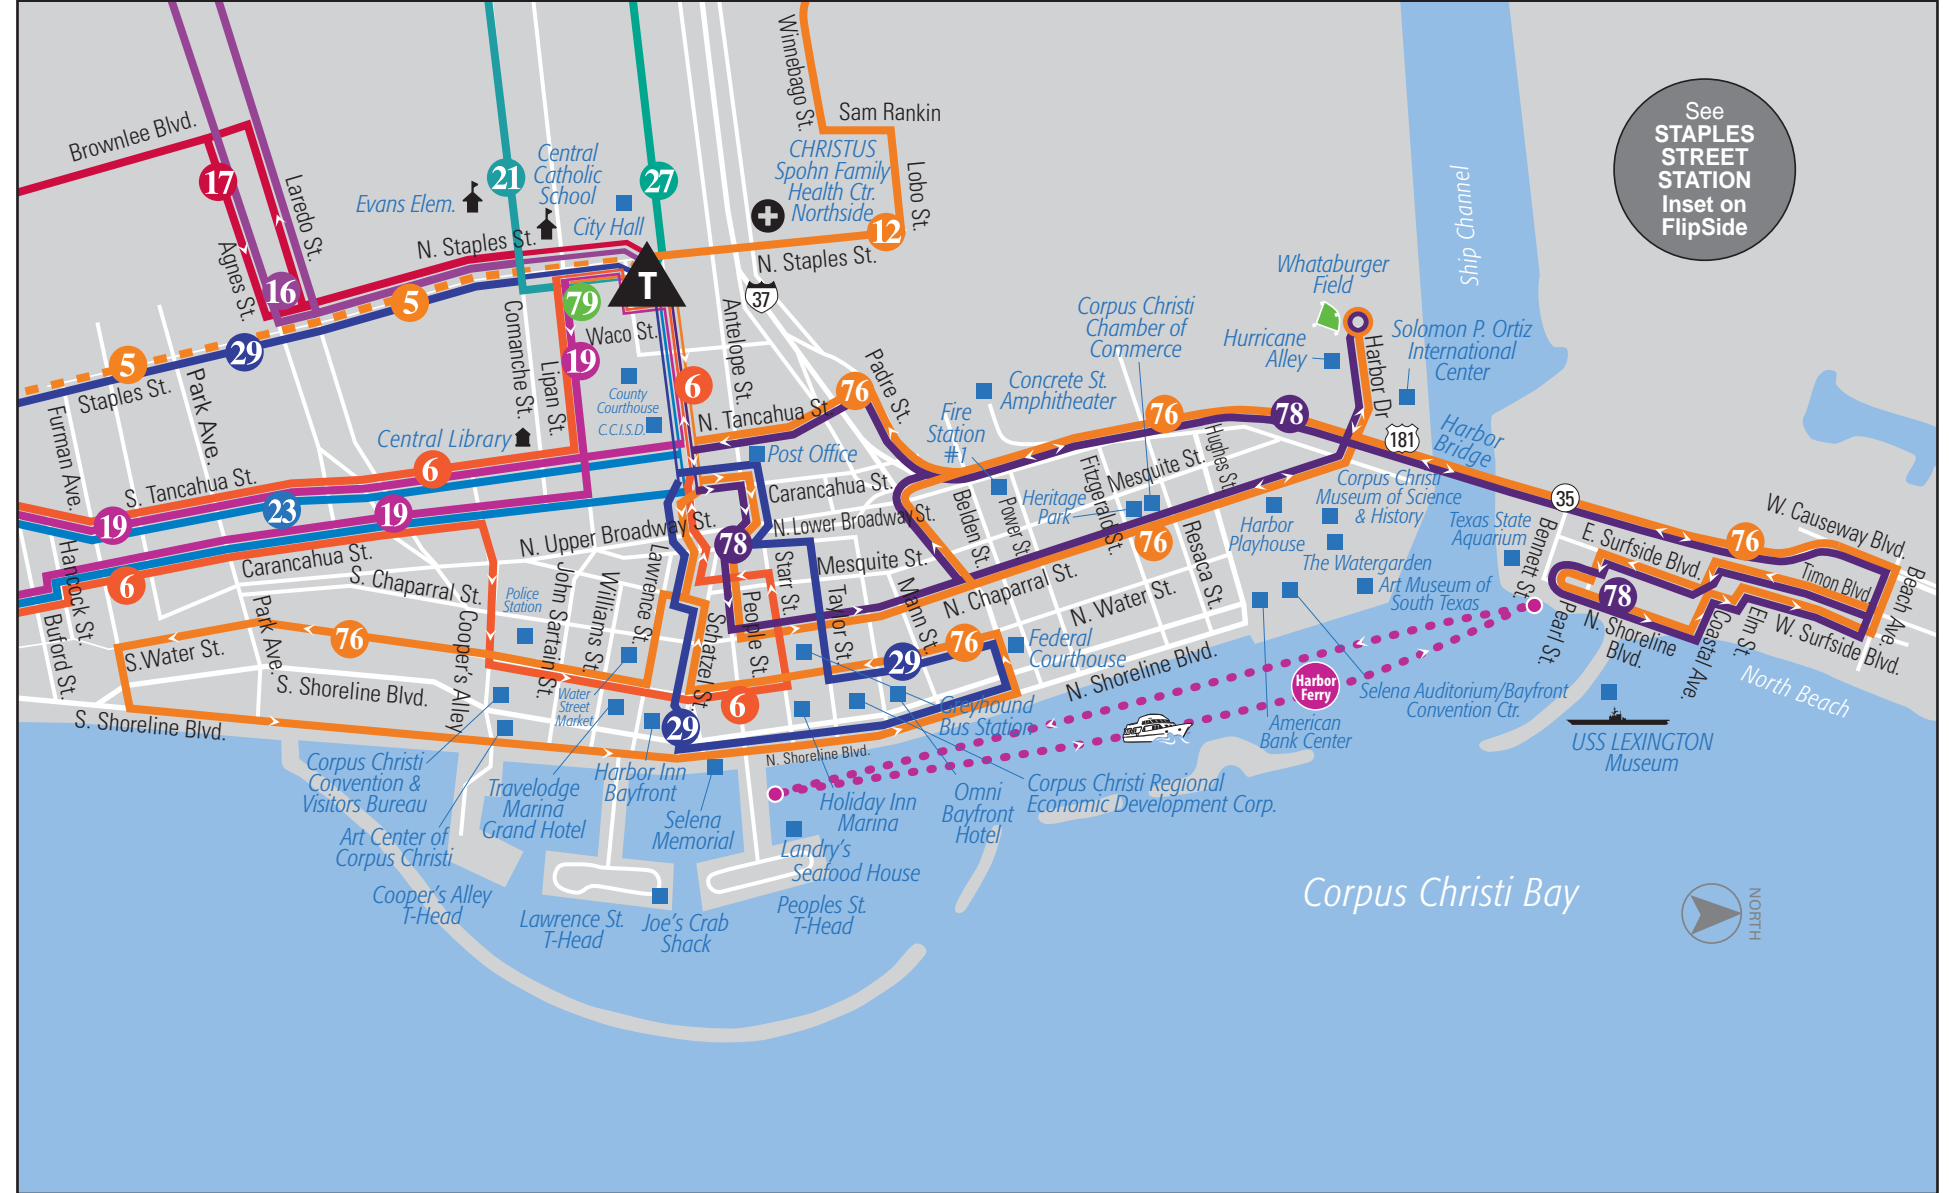 Winnebago St.
Sam Rankin
Lobo St.
CHRISTUS
Spohn Family
Health Ctr.
Northside
12
N. Staples St.
37
Brownlee Blvd.
17
Laredo St.
Agnes St.
16
21
27
Central
Catholic
School
Evans Elem.
City Hall
N. Staples St.
T
See
STAPLES
STREET
STATION
Inset on
FlipSide
Ship Channel
5
5
29
Staples St.
Park Ave.
Furman Ave.
79
Waco St.
19
Comanche St.
Lipan St.
Antelope St.
County
Courthouse
C.C.I.S.D.
6
Central Library
6
S. Tancahua St.
19
23
19
Hancock St.
Buford St.
6
Carancahua St.
S. Chaparral St.
N. Tancahua St.
76
Padre St.
Post Office
Carancahua St.
N. Lower Broadway St.
N. Upper Broadway St.
78
Mesquite St.
Starr St.
Taylor St.
Mann St.
People St.
Schatzel St.
Lawrence St.
Williams St.
John Sartain St.
Cooper's Alley
Police
Station
Park Ave.
76
S.Water St.
S. Shoreline Blvd.
S. Shoreline Blvd.
Water
Street
Market
6
29
29
76
Whataburger
Field
Hurricane
Alley
Harbor Dr
Solomon P. Ortiz
International
Center
Corpus Christi
Chamber of
Commerce
Concrete St.
Amphitheater
Fire
Station
#1
76
78
181
Harbor
Bridge
Hughes St.
Mesquite St.
Fitzgerald St.
Heritage
Park
Power St.
Belden St.
76
Resaca St.
Harbor
Playhouse
Corpus Christi
Museum of Science
& History
The Watergarden
Art Museum of
South Texas
Texas State
Aquarium
N. Chaparral St.
N. Water St.
N. Shoreline Blvd.
Federal
Courthouse
35
Bennett St.
E. Surfside Blvd.
76
W. Causeway Blvd.
Timon Blvd.
Beach Ave.
78
Pearl St.
N. Shoreline
Blvd.
Coastal Ave.
Elm St.
W. Surfside Blvd.
North Beach
Harbor
Ferry
Selena Auditorium/Bayfront
Convention Ctr.
American
Bank Center
USS LEXINGTON
Museum
Greyhound
Bus Station
N. Shoreline Blvd.
Corpus Christi
Convention &
Visitors Bureau
Art Center of
Corpus Christi
Travelodge
Marina
Grand Hotel
Harbor Inn
Bayfront
Selena
Memorial
Holiday Inn
Marina
Omni
Bayfront
Hotel
Corpus Christi Regional
Economic Development Corp.
Landry's
Seafood House
Cooper's Alley
T-Head
Lawrence St.
T-Head
Joe's Crab
Shack
Peoples St.
T-Head
Corpus Christi Bay
NORTH